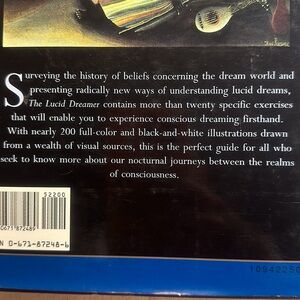 Surveying the history of beliefs concerning the dream world and
presenting radically new ways of understanding lucid dreams,
The Lucid Dreamer contains more than twenty specific exercises
that will enable you to experience conscious dreaming firsthand.
With nearly 200 full-color and black-and-white illustrations drawn
from a wealth of visual sources, this is the perfect guide for all who
seek to know more about our nocturnal journeys between the realms
of consciousness.
52200
N 0-671-87248-6